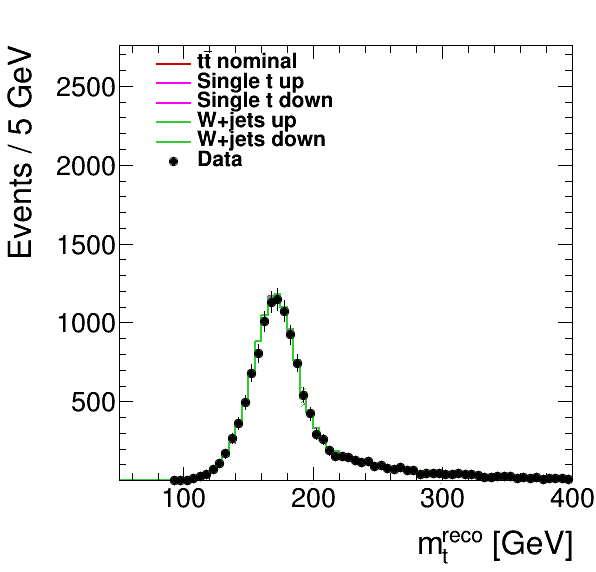 Events / 5 GeV
2500
2000
1500
1000
500
tt̄ nominal
Single t up
Single t down
W+jets up
W+jets down
Data
100 200 300 400
m_t^reco [GeV]